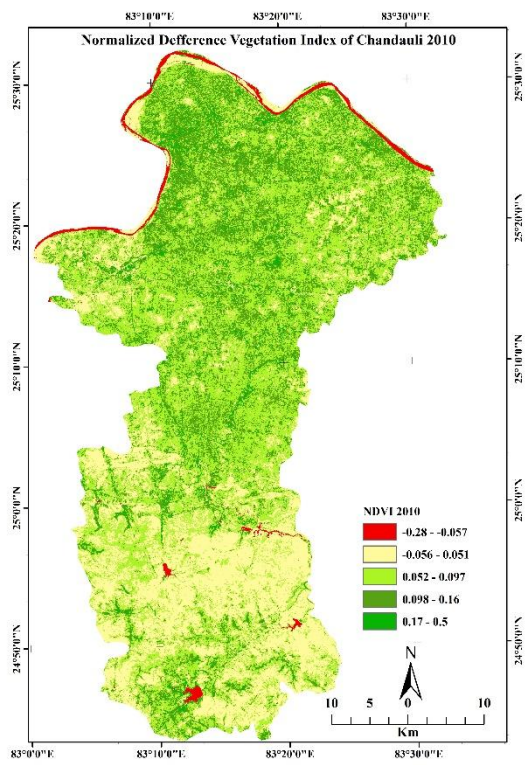 83°10'0"E 83°20'0"E 83°30'0"E
Normalized Defference Vegetation Index of Chandauli 2010
25°30'0"N 25°30'0"N
25°20'0"N 25°20'0"N
25°10'0"N 25°10'0"N
25°0'0"N 25°0'0"N
NDVI 2010
-0.28 - -0.057
-0.056 - 0.051
0.052 - 0.097
0.098 - 0.16
0.17 - 0.5
24°50'0"N 24°50'0"N
N
10 5 0 10
Km
83°0'0"E 83°10'0"E 83°20'0"E 83°30'0"E